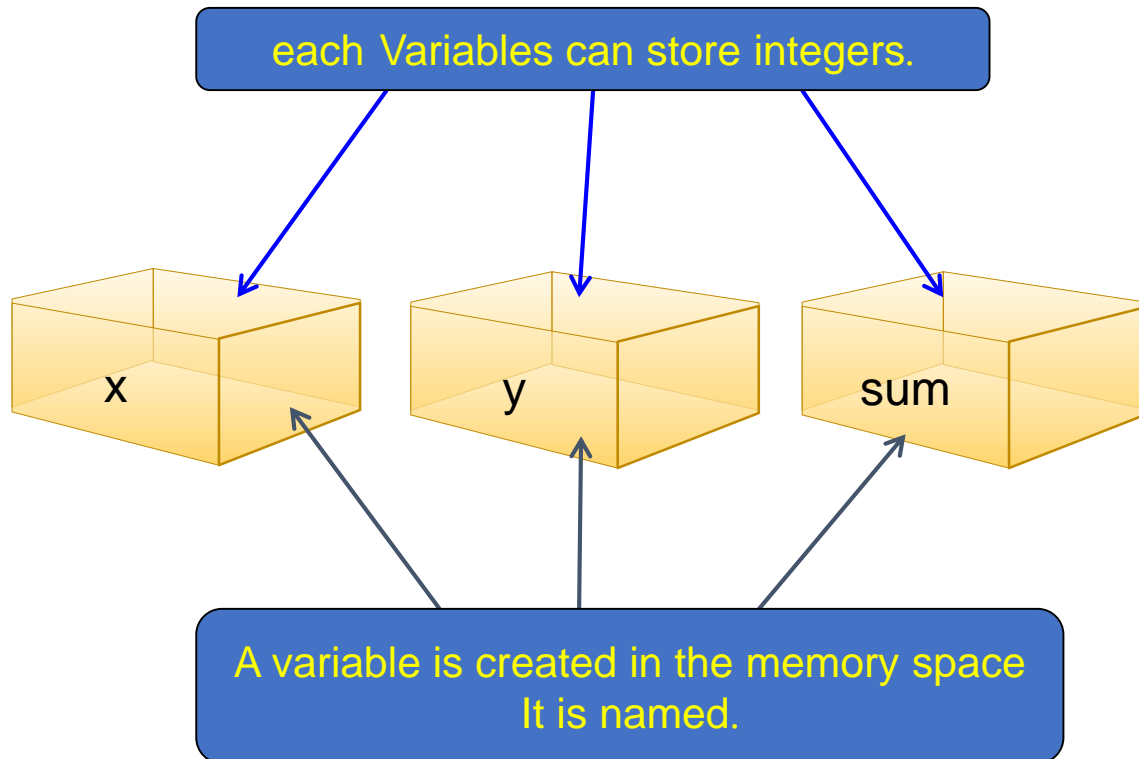 each Variables can store integers.
x
y
sum
A variable is created in the memory space
It is named.